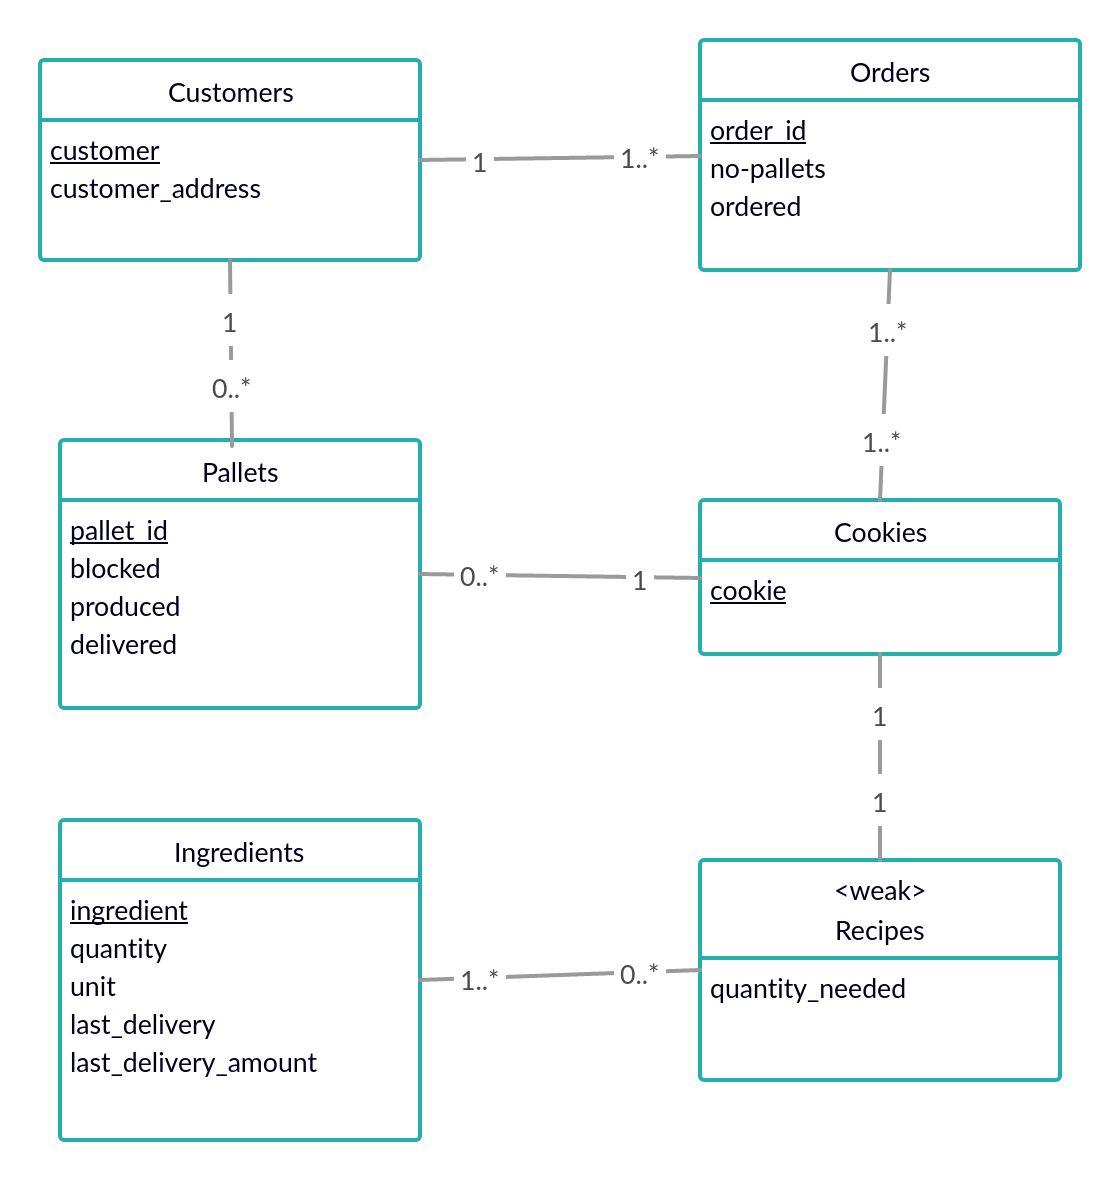 Customers
customer
customer_address
Orders
order_id
no-pallets
ordered
1
1..*
1
0..*
1..*
1..*
Pallets
pallet_id
blocked
produced
delivered
0..*
1
Cookies
cookie
1
1
Ingredients
ingredient
quantity
unit
last_delivery
last_delivery_amount
1..*
0..*
<weak>
Recipes
quantity_needed